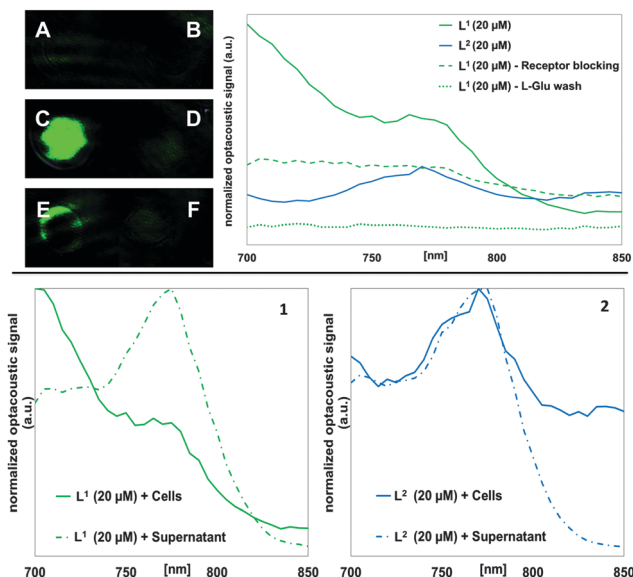 A
B
C
D
E
F
normalized optacoustic signal (a.u.)
L¹ (20 µM)
L² (20 µM)
L¹ (20 µM) - Receptor blocking
L¹ (20 µM) - L-Glu wash
700 750 [nm] 800 850
normalized optacoustic signal
(a.u.)
1
L¹ (20 µM) + Cells
L¹ (20 µM) + Supernatant
700 750 [nm] 800 850
normalized optacoustic signal
(a.u.)
2
L² (20 µM) + Cells
L² (20 µM) + Supernatant
700 750 [nm] 800 850